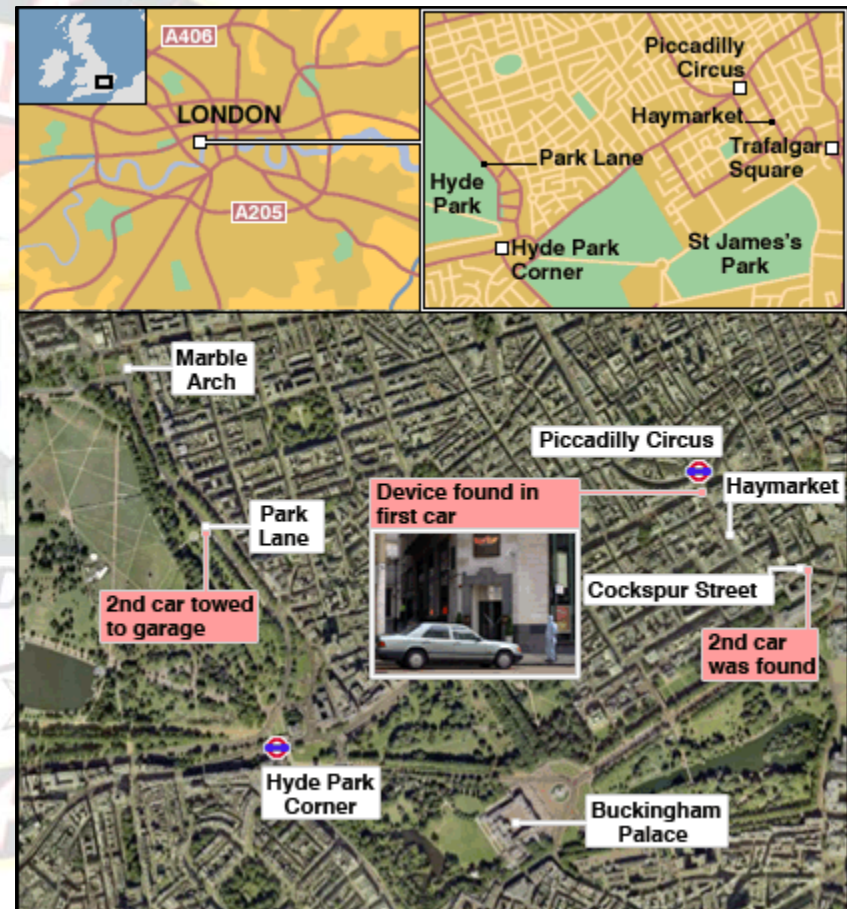 A406
LONDON
A205
Piccadilly
Circus
Haymarket
Trafalgar
Square
Park Lane
Hyde
Park
Hyde Park
Corner
St James's
Park
Marble
Arch
Piccadilly Circus
Device found in
first car
Haymarket
Park
Lane
Cockspur Street
2nd car towed
to garage
2nd car
was found
Hyde Park
Corner
Buckingham
Palace